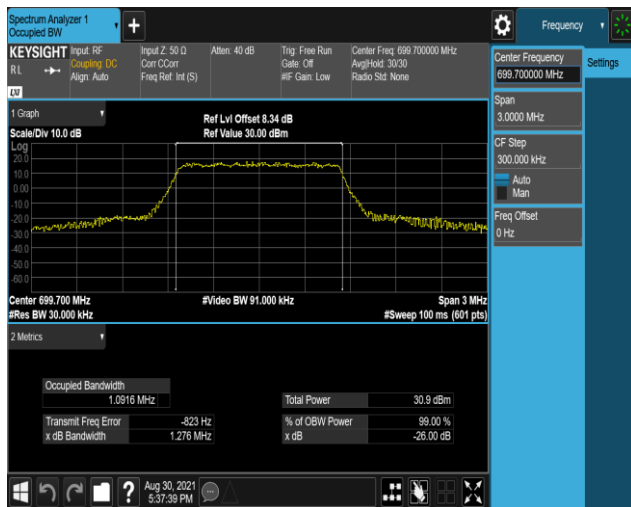 Spectrum Analyzer 1
Occupied BW
+
Frequency
KEYSIGHT
RL
LXI
Input: RF
Coupling: DC
Align: Auto
Input Z: 50 Ω
Corr CCorr
Freq Ref: Int (S)
Atten: 40 dB
Trig: Free Run
Gate: Off
#IF Gain: Low
Center Freq: 699.700000 MHz
Avg|Hold: 30/30
Radio Std: None
Center Frequency
699.700000 MHz
Settings
Span
3.0000 MHz
CF Step
300.000 kHz
Auto
Man
Freq Offset
0 Hz
1 Graph
Scale/Div 10.0 dB
Ref Lvl Offset 8.34 dB
Ref Value 30.00 dBm
Log
20.0
10.0
0.00
-10.0
-20.0
-30.0
-40.0
-50.0
-60.0
Center 699.700 MHz
#Video BW 91.000 kHz
Span 3 MHz
#Res BW 30.000 kHz
#Sweep 100 ms (601 pts)
2 Metrics
Occupied Bandwidth
1.0916 MHz
Total Power 30.9 dBm
Transmit Freq Error -823 Hz
% of OBW Power 99.00 %
x dB Bandwidth 1.276 MHz
x dB -26.00 dB
?
Aug 30, 2021
5:37:39 PM